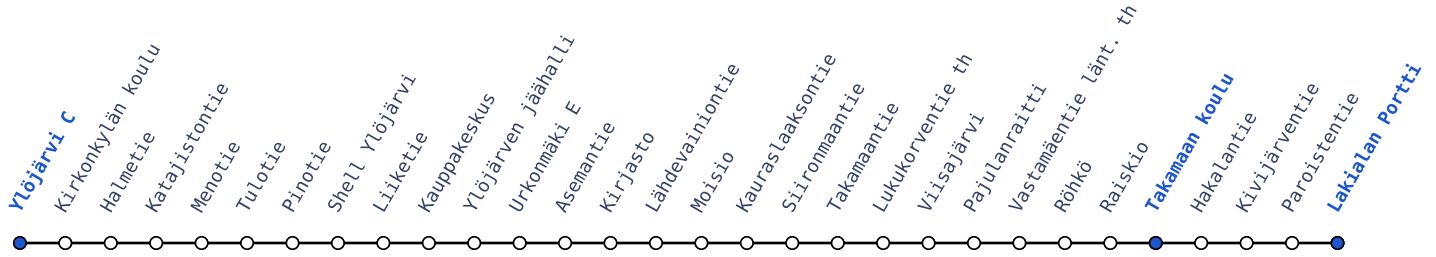 Ylöjärvi C
Kirkonkylän koulu
Halmetie
Katajistontie
Menotie
Tulotie
Pinotie
Shell Ylöjärvi
Liiketie
Kauppakeskus
Ylöjärven jäähalli
Urkonmäki E
Asemantie
Kirjasto
Lähdevainiontie
Moisio
Kauraslaaksontie
Siironmaantie
Takamaantie
Lukukorventie th
Viisajärvi
Pajulanraitti
Vastamäentie länt. th
Röhkö
Raiskio
Takamaan koulu
Hakalantie
Kivijärventie
Paroistentie
Lakialan Portti